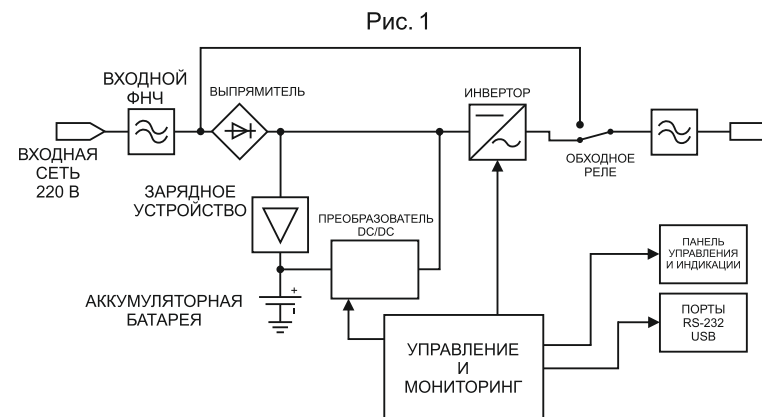 Рис. 1
ВХОДНОЙ
ФНЧ
ВЫПРЯМИТЕЛЬ
ИНВЕРТОР
ВХОДНАЯ
СЕТЬ
220 В
ОБХОДНОЕ
РЕЛЕ
ЗАРЯДНОЕ
УСТРОЙСТВО
ПРЕОБРАЗОВАТЕЛЬ
DC/DC
ПАНЕЛЬ
УПРАВЛЕНИЯ
И ИНДИКАЦИИ
АККУМУЛЯТОРНАЯ
БАТАРЕЯ
+
ПОРТЫ
RS-232
USB
УПРАВЛЕНИЕ
И
МОНИТОРИНГ